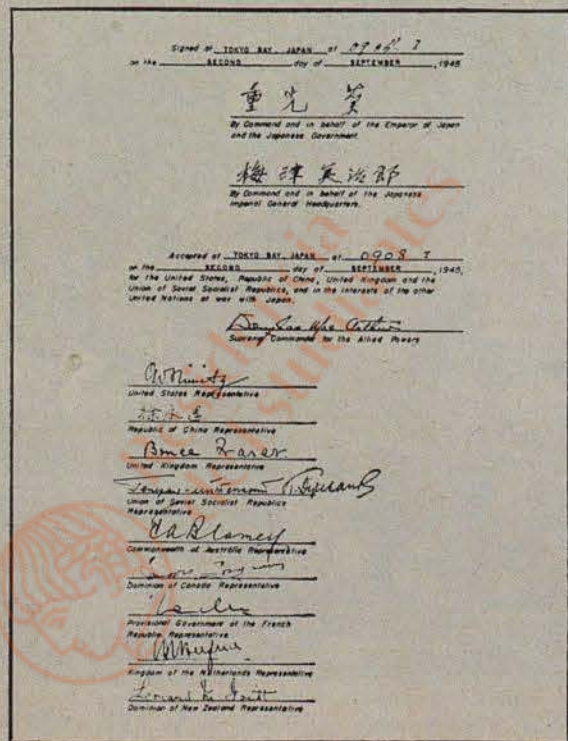 Signed at TOKYO BAY, JAPAN at 0904 I
on the SECOND day of SEPTEMBER, 1945
重光葵
By Command and in behalf of the Emperor of Japan
and the Japanese Government.
梅津美治郎
By Command and in behalf of the Japanese
Imperial General Headquarters.
Accepted at TOKYO BAY, JAPAN at 0908 I
on the SECOND day of SEPTEMBER, 1945,
for the United States, Republic of China, United Kingdom and the
Union of Soviet Socialist Republics, and in the interests of the other
United Nations at war with Japan.
Douglas MacArthur
Supreme Commander for the Allied Powers
C.W. Nimitz
United States Representative
徐永昌
Republic of China Representative
Bruce Fraser
United Kingdom Representative
Union of Soviet Socialist Republics
Representative
T.A. Blamey
Commonwealth of Australia Representative
Dominion of Canada Representative
Provisional Government of the French
Republic Representative
Kingdom of the Netherlands Representative
Leonard M. Isitt
Dominion of New Zealand Representative